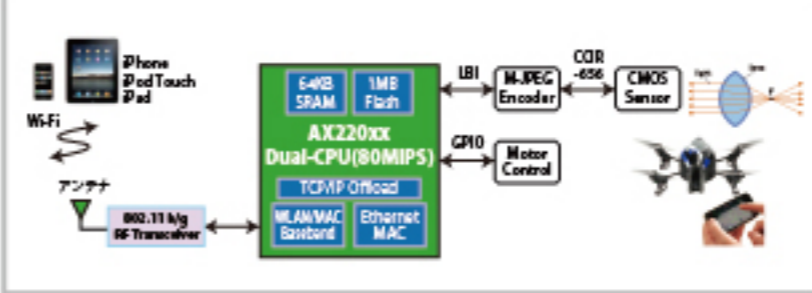 iPhone
iPod Touch
iPad
Wi-Fi
アンテナ
802.11 b/g
RF Transceiver
64KB
SRAM
1MB
Flash
AX220xx
Dual-CPU(80MIPS)
TCP/IP Offload
WLAN/MAC
Baseband
Ethernet
MAC
LBI
M-JPEG
Encoder
CCIR
-656
CMOS
Sensor
GPIO
Motor
Control